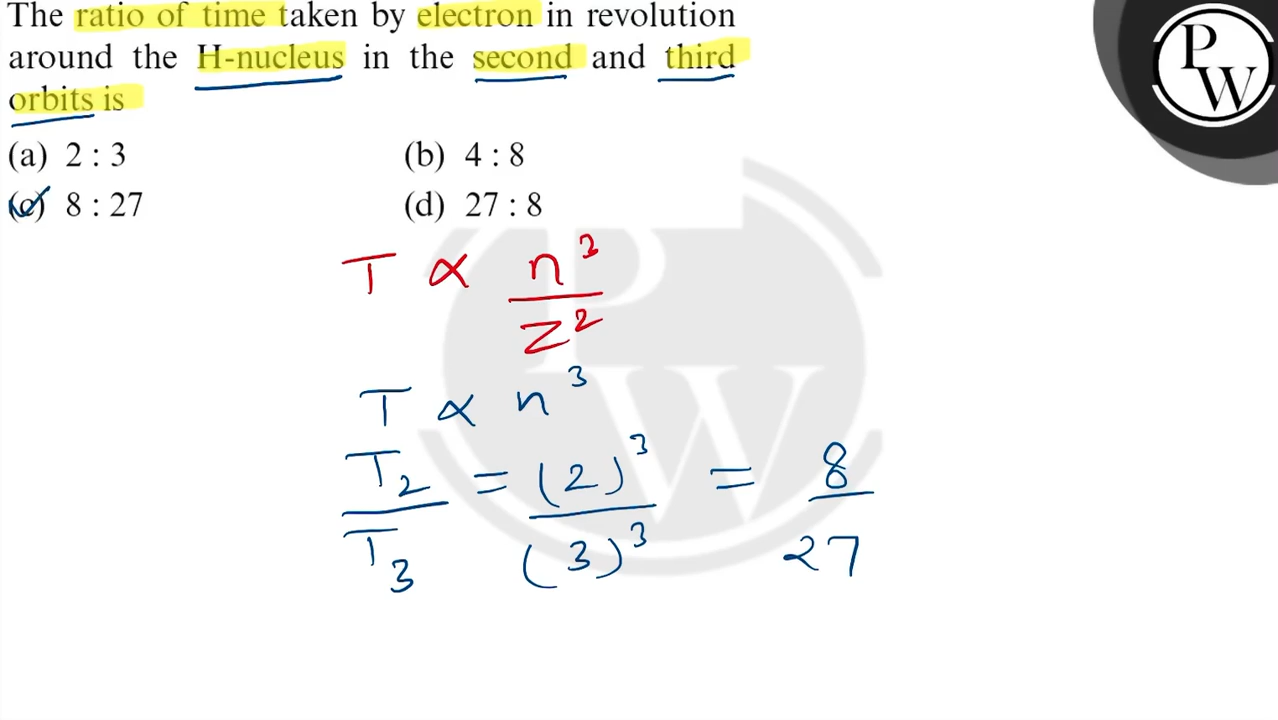 The ratio of time taken by electron in revolution
around the H-nucleus in the second and third
orbits is
(a) 2 : 3 (b) 4 : 8
(c) 8 : 27 (d) 27 : 8
T ∝ n³/Z²
T ∝ n³
T₂/T₃ = (2)³/(3)³ = 8/27
PW
PW